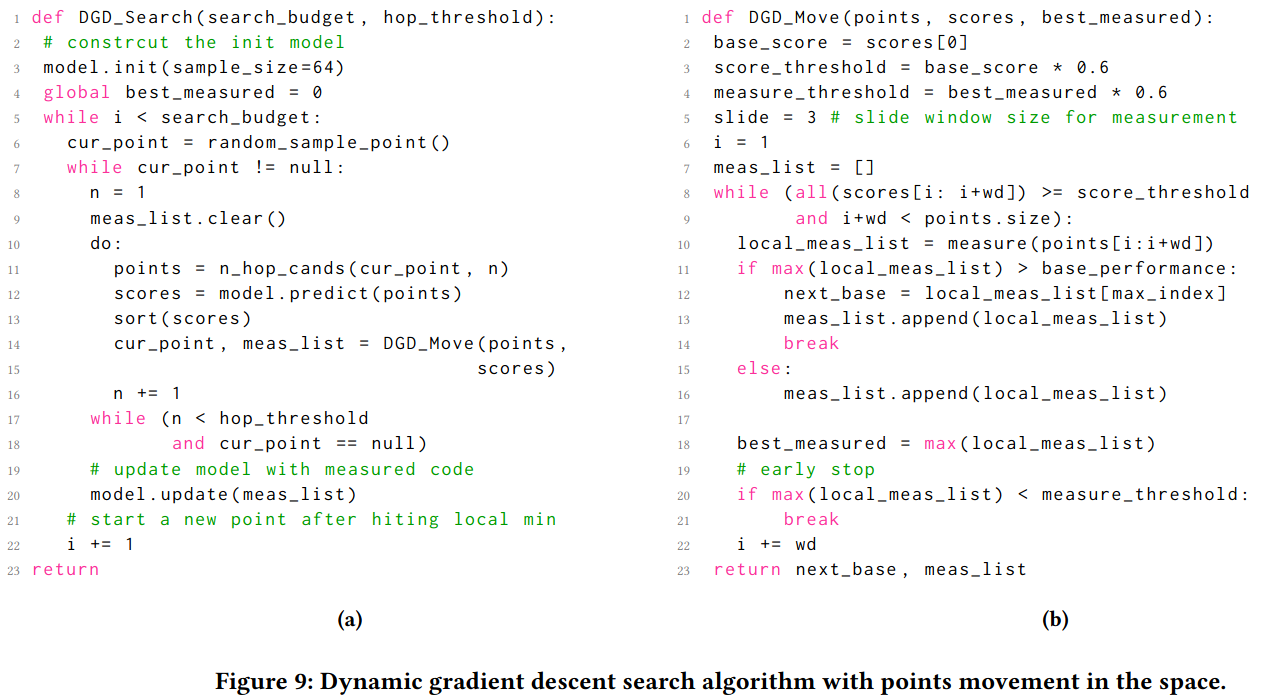 1 def DGD_Search(search_budget, hop_threshold):
2 # constrcut the init model
3 model.init(sample_size=64)
4 global best_measured = 0
5 while i < search_budget:
6 cur_point = random_sample_point()
7 while cur_point != null:
8 n = 1
9 meas_list.clear()
10 do:
11 points = n_hop_cands(cur_point, n)
12 scores = model.predict(points)
13 sort(scores)
14 cur_point, meas_list = DGD_Move(points,
15 scores)
16 n += 1
17 while (n < hop_threshold
18 and cur_point == null)
19 # update model with measured code
20 model.update(meas_list)
21 # start a new point after hiting local min
22 i += 1
23 return
(a)
1 def DGD_Move(points, scores, best_measured):
2 base_score = scores[0]
3 score_threshold = base_score * 0.6
4 measure_threshold = best_measured * 0.6
5 slide = 3 # slide window size for measurement
6 i = 1
7 meas_list = []
8 while (all(scores[i: i+wd]) >= score_threshold
9 and i+wd < points.size):
10 local_meas_list = measure(points[i:i+wd])
11 if max(local_meas_list) > base_performance:
12 next_base = local_meas_list[max_index]
13 meas_list.append(local_meas_list)
14 break
15 else:
16 meas_list.append(local_meas_list)
17
18 best_measured = max(local_meas_list)
19 # early stop
20 if max(local_meas_list) < measure_threshold:
21 break
22 i += wd
23 return next_base, meas_list
(b)
Figure 9: Dynamic gradient descent search algorithm with points movement in the space.